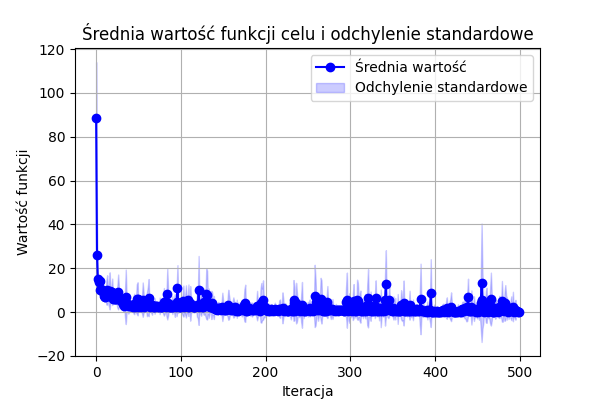 Średnia wartość funkcji celu i odchylenie standardowe
Średnia wartość
Odchylenie standardowe
Wartość funkcji
120
100
80
60
40
20
0
−20
0 100 200 300 400 500
Iteracja